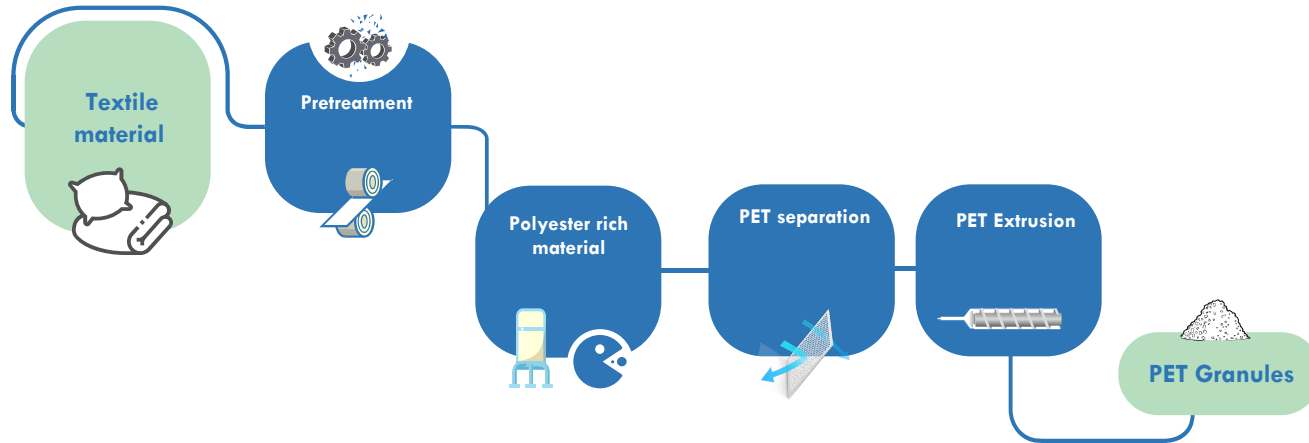 Textile
material
Pretreatment
Polyester rich
material
PET separation
PET Extrusion
PET Granules